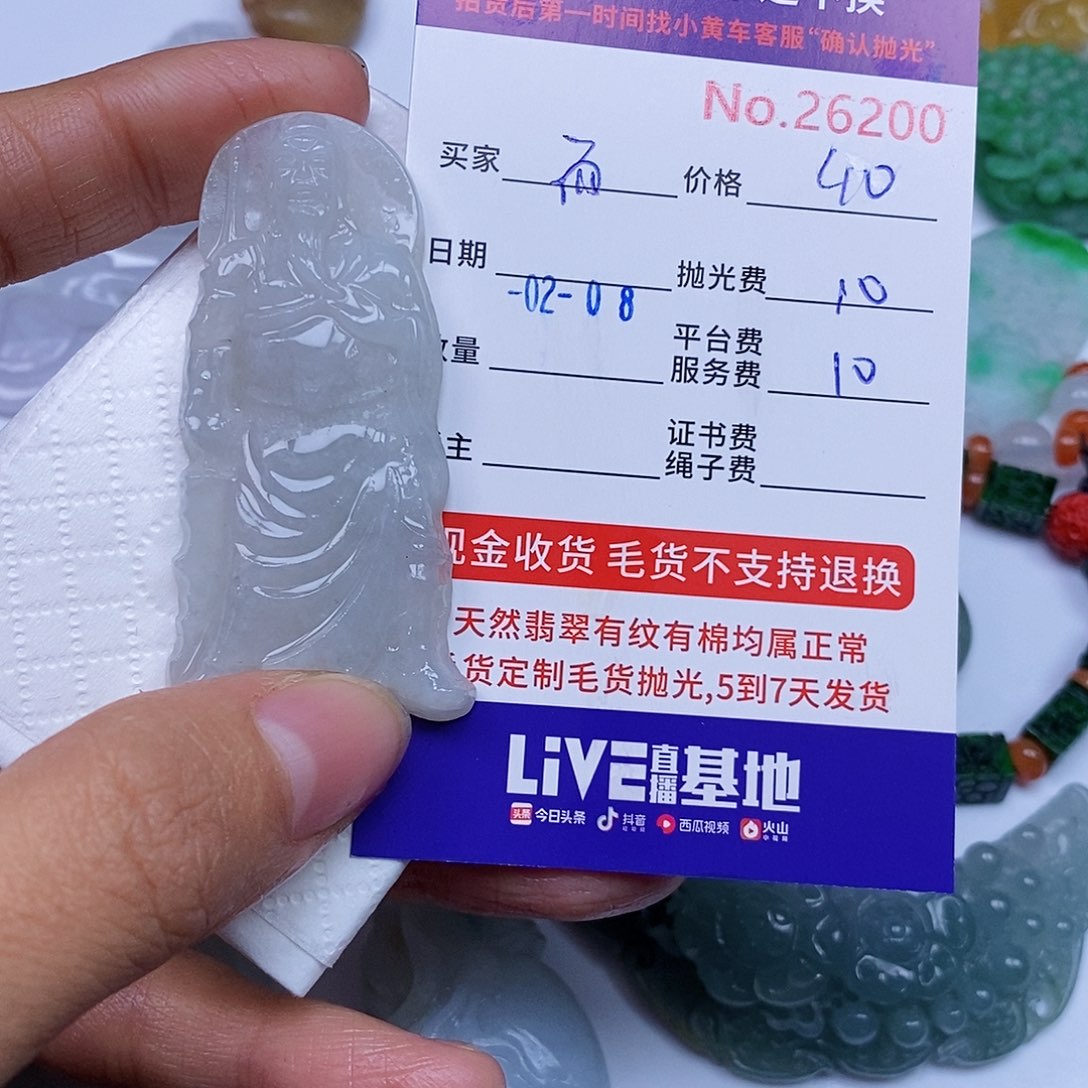 拍货后第一时间找小黄车客服“确认抛光”
No.26200
买家 价格 40
日期 -02-08 抛光费 10
量 平台费
服务费 10
主 证书费
绳子费
现金收货 毛货不支持退换
天然翡翠有纹有棉均属正常
货定制毛货抛光,5到7天发货
LiVE直播基地
头条 今日头条 抖音 西瓜视频 火山